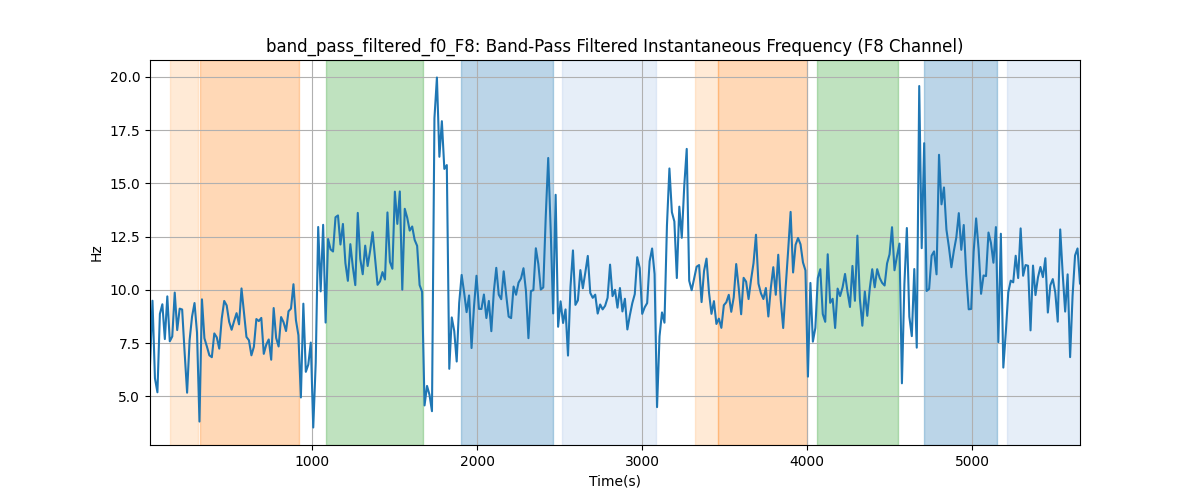 band_pass_filtered_f0_F8: Band-Pass Filtered Instantaneous Frequency (F8 Channel)
20.0
17.5
15.0
12.5
10.0
7.5
5.0
Hz
1000 2000 3000 4000 5000
Time(s)